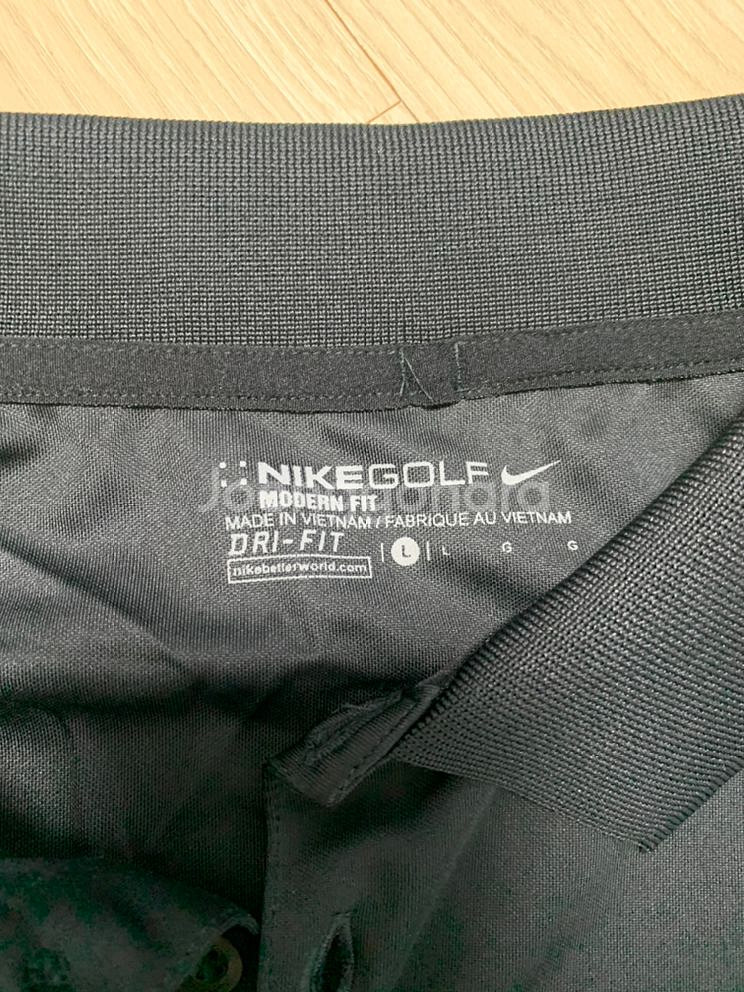 NIKEGOLF
MODERN FIT
MADE IN VIETNAM / FABRIQUE AU VIETNAM
DRI-FIT | L | L G G
nikebetterworld.com